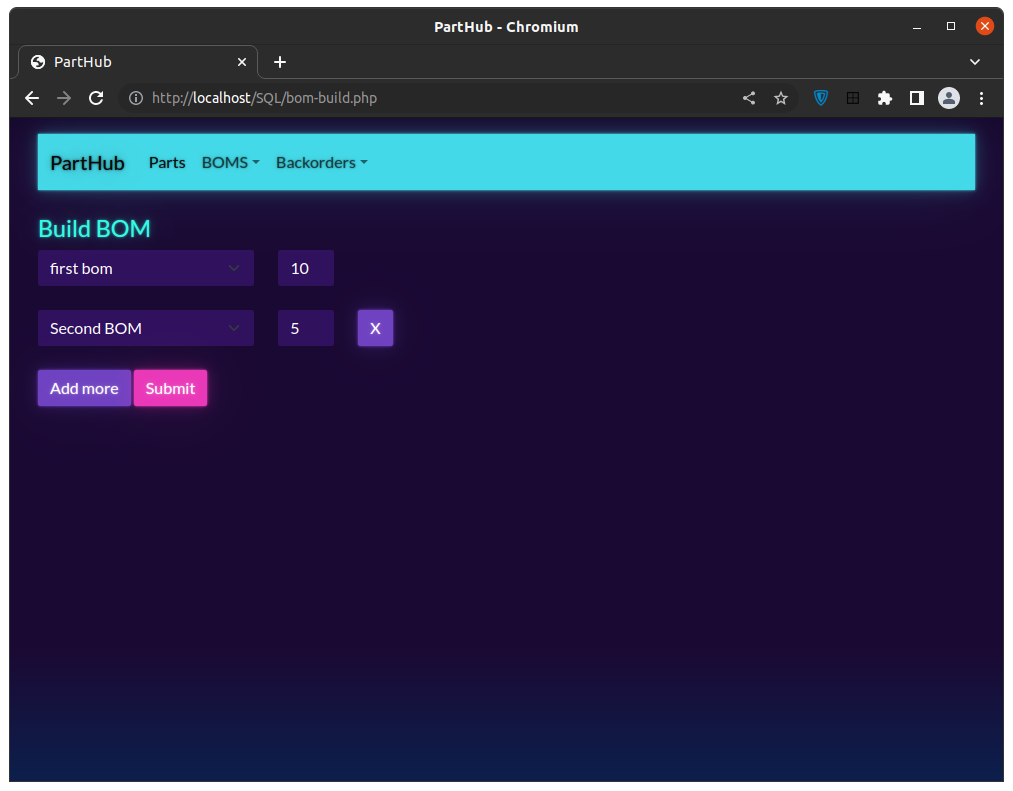 PartHub - Chromium
PartHub
http://localhost/SQL/bom-build.php
PartHub Parts BOMS Backorders
Build BOM
first bom 10
Second BOM 5 X
Add more Submit